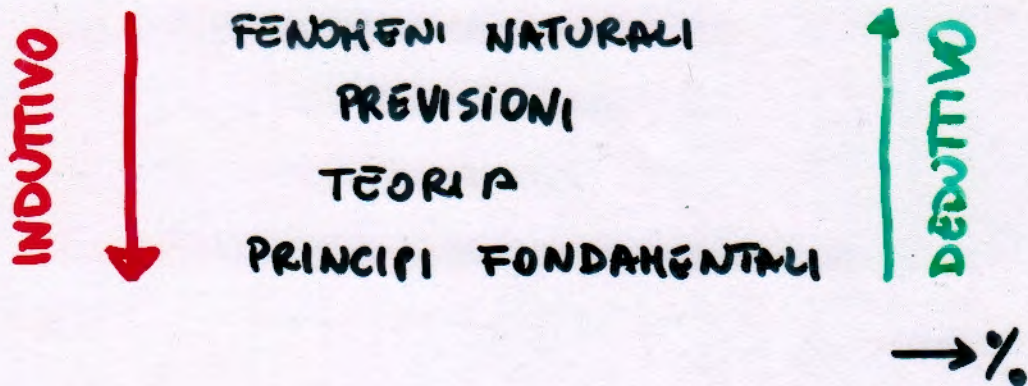 INDUTTIVO
FENOMENI NATURALI
PREVISIONI
TEORIA
PRINCIPI FONDAMENTALI
DEDUTTIVO
→ %